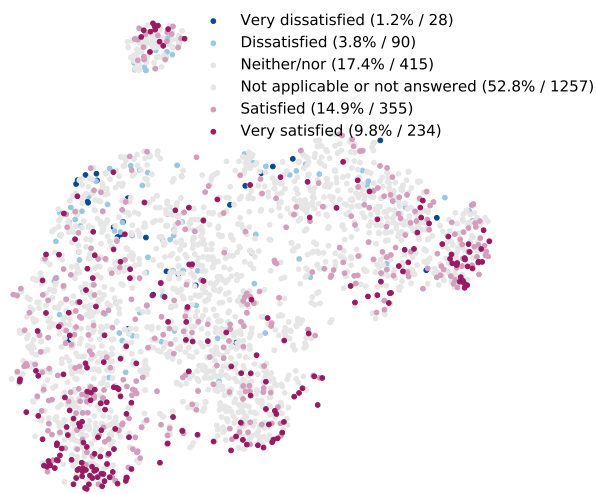 Very dissatisfied (1.2% / 28)
Dissatisfied (3.8% / 90)
Neither/nor (17.4% / 415)
Not applicable or not answered (52.8% / 1257)
Satisfied (14.9% / 355)
Very satisfied (9.8% / 234)